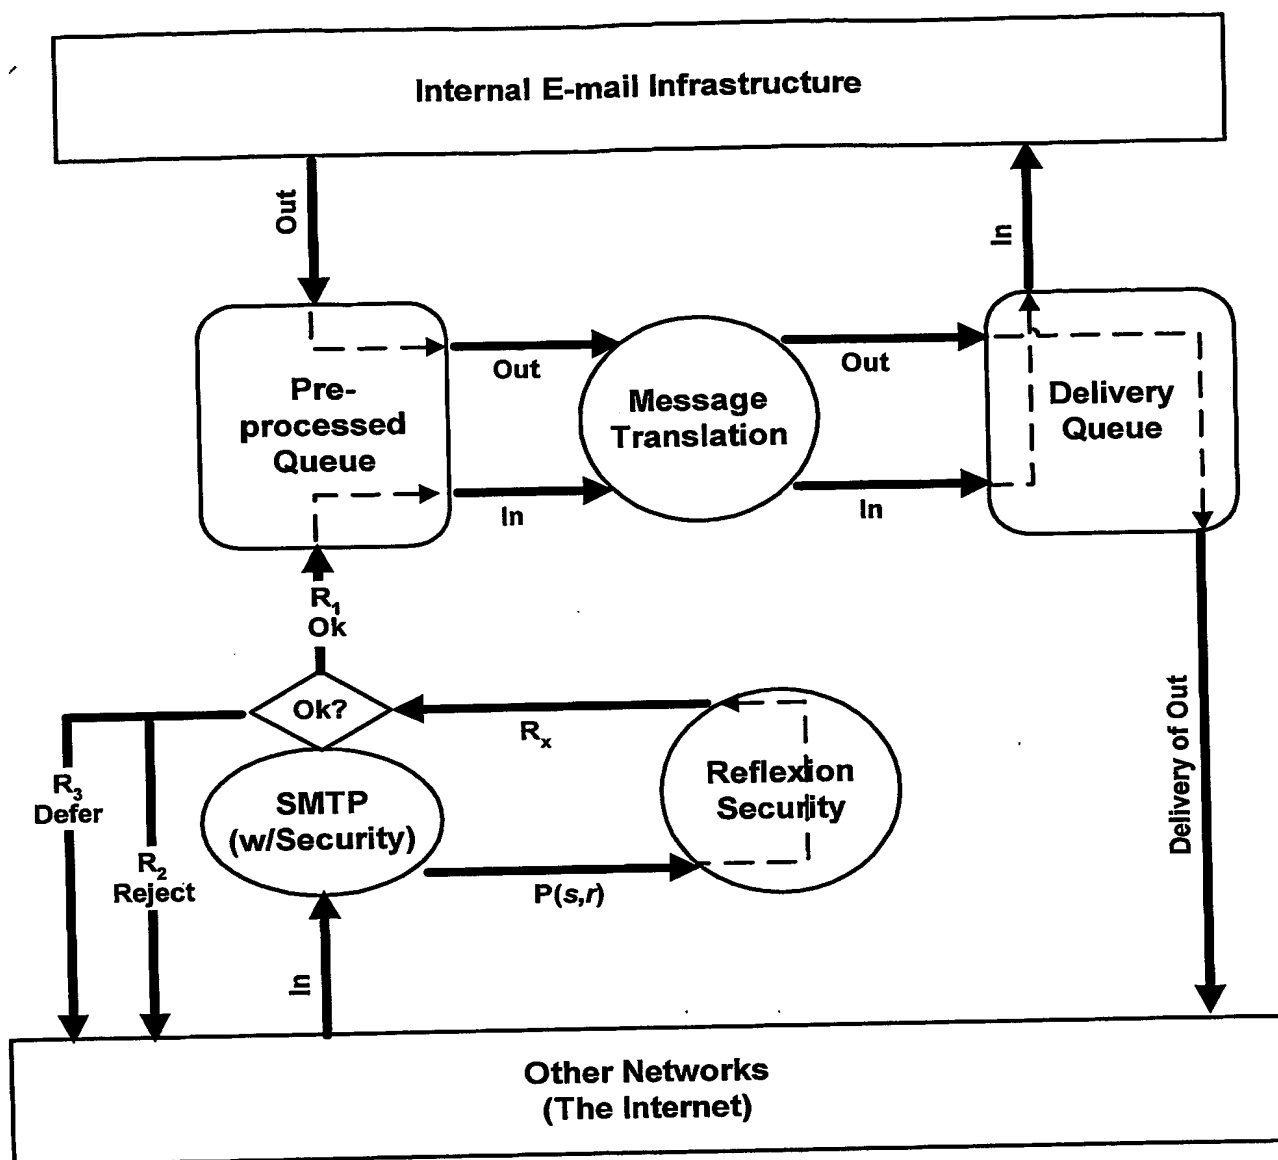 Internal E-mail Infrastructure
Out
In
Out
Out
Pre-
processed
Queue
Message
Translation
Delivery
Queue
In
In
R1
Ok
Ok?
Rx
R3
Defer
R2
Reject
SMTP
(w/Security)
Reflexion
Security
P(s,r)
Delivery of Out
In
Other Networks
(The Internet)